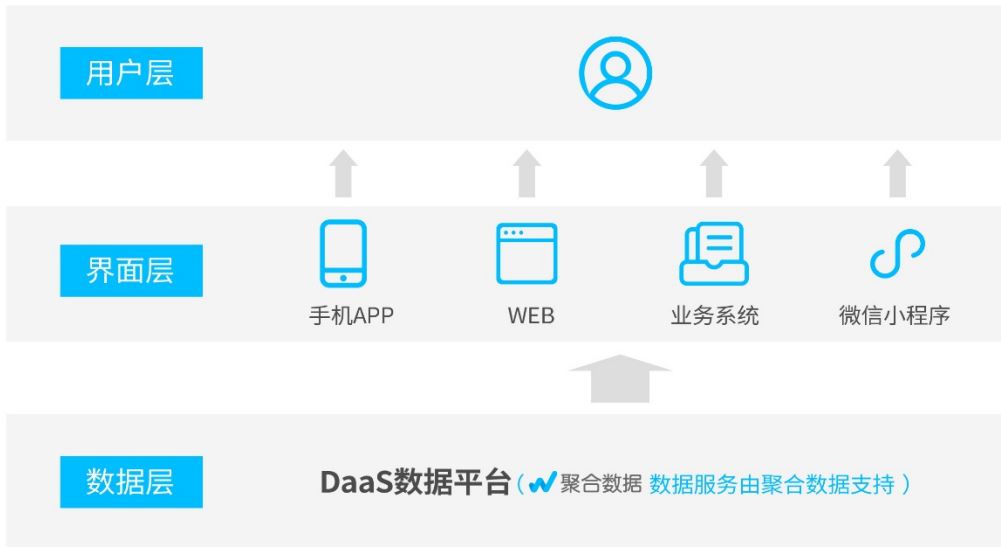 用户层
界面层
手机APP
WEB
业务系统
微信小程序
数据层
DaaS数据平台（聚合数据 数据服务由聚合数据支持）